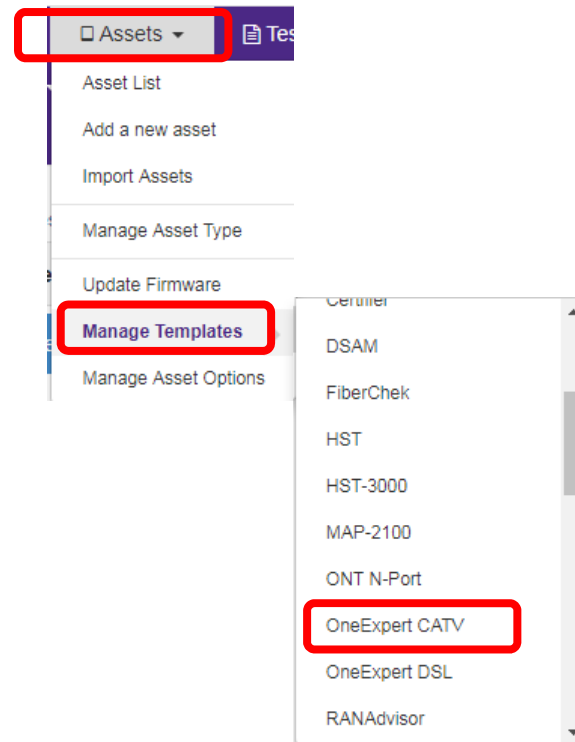 Assets
Asset List
Add a new asset
Import Assets
Manage Asset Type
Update Firmware
Manage Templates
Manage Asset Options
DSAM
FiberChek
HST
HST-3000
MAP-2100
ONT N-Port
OneExpert CATV
OneExpert DSL
RANAdvisor